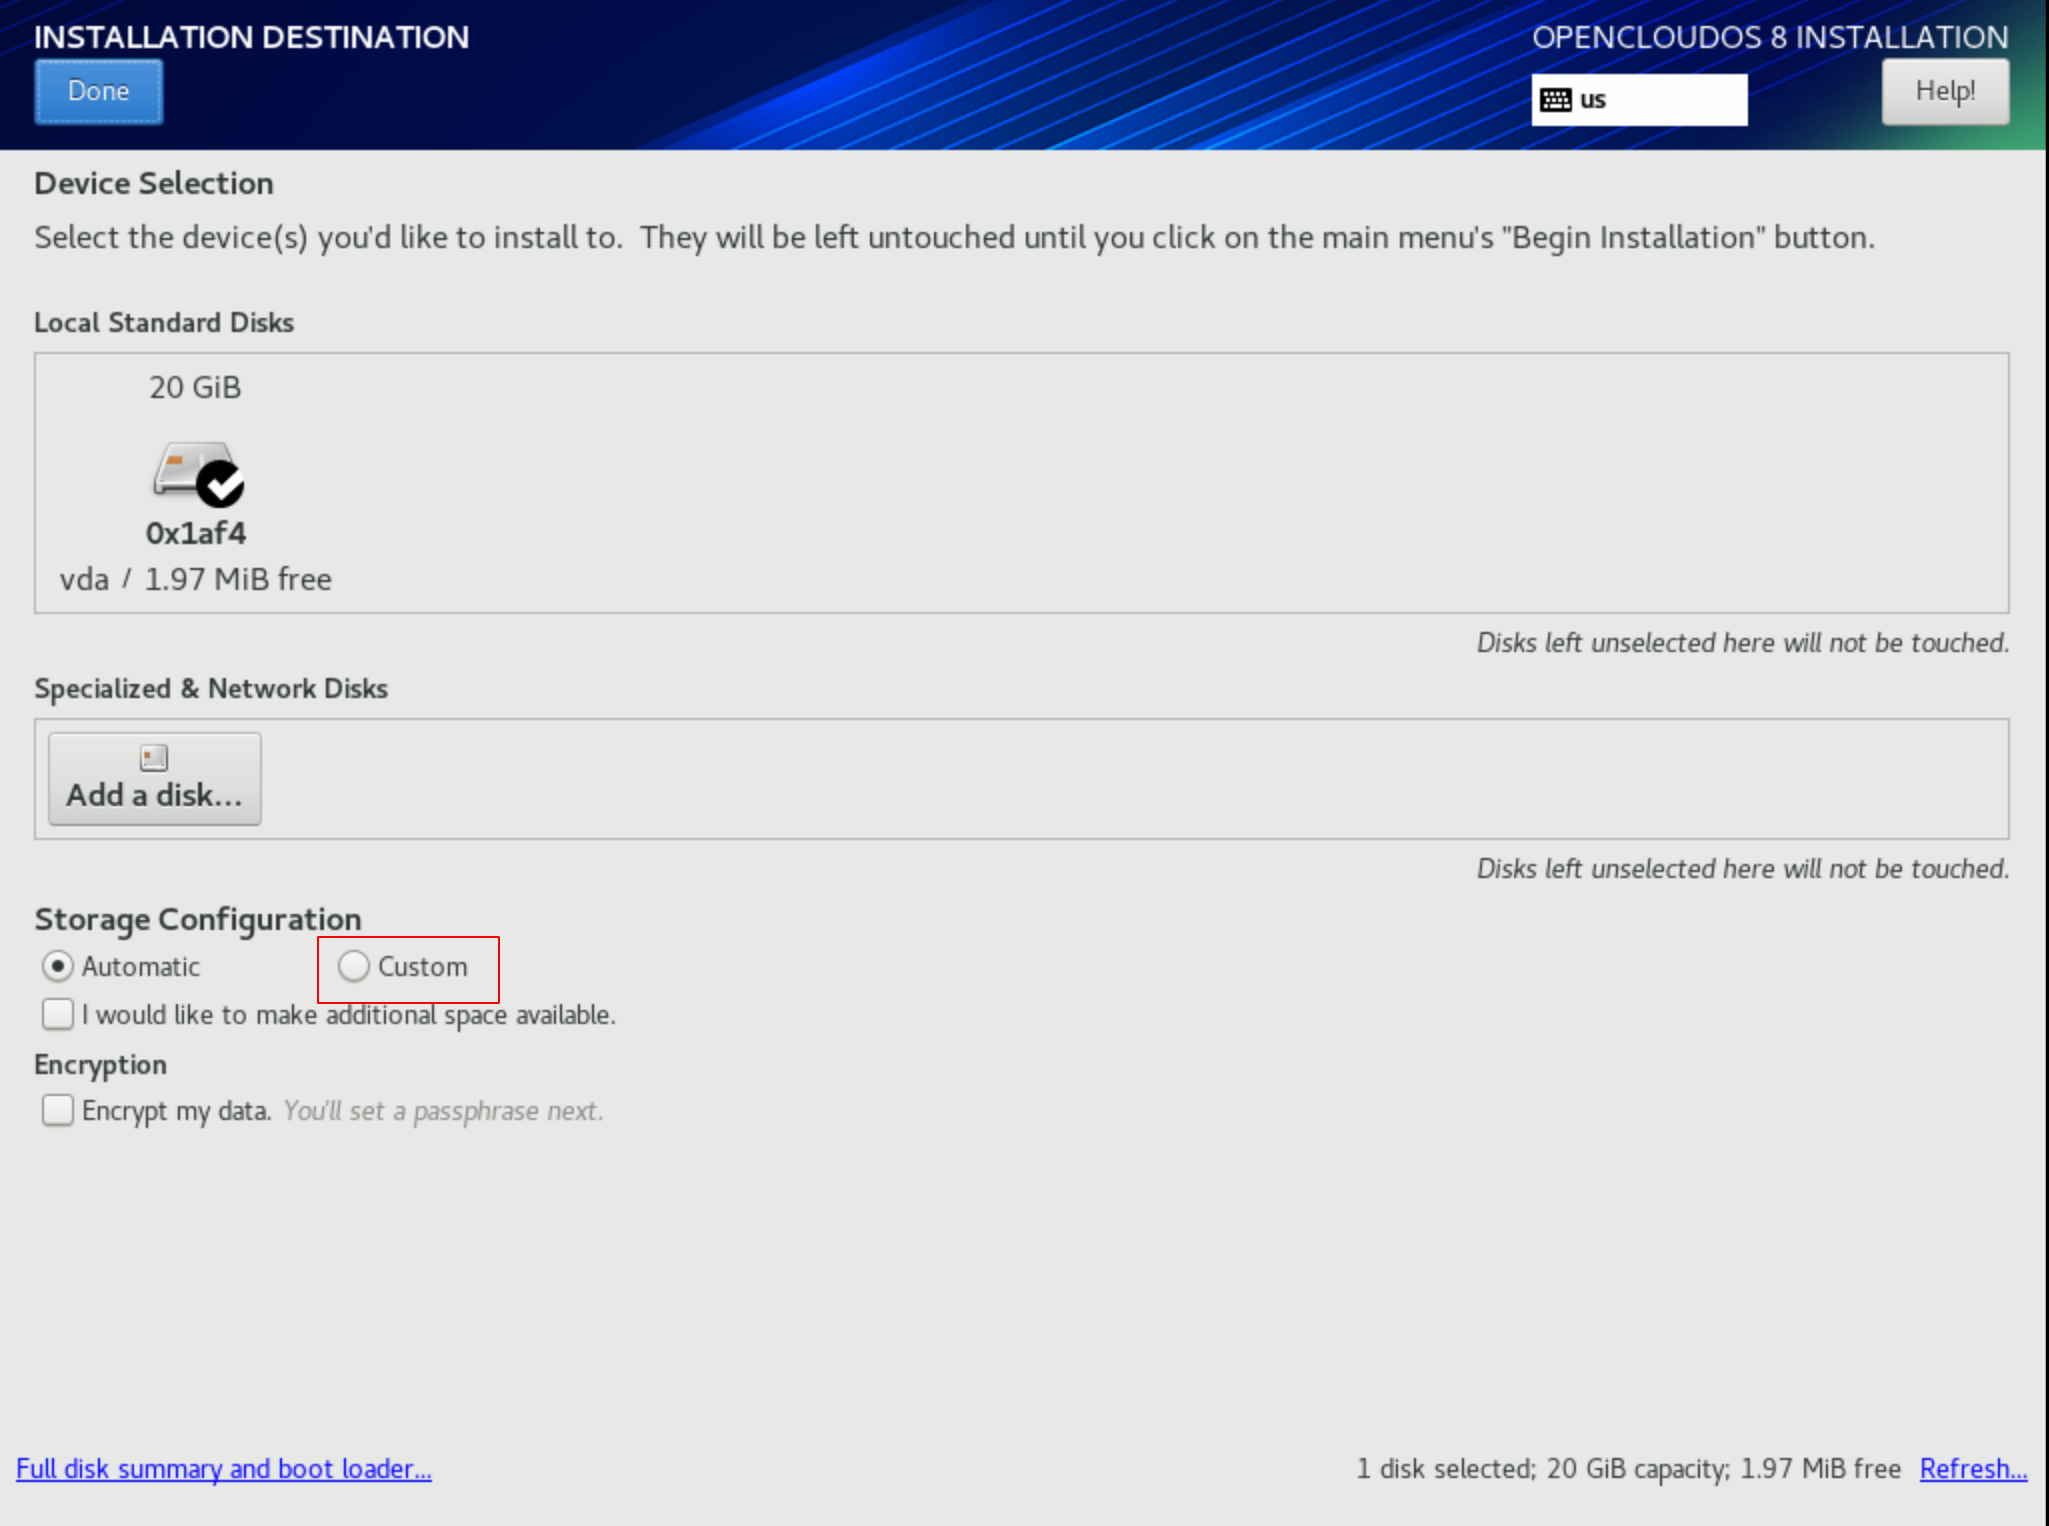 INSTALLATION DESTINATION
OPENCLOUDOS 8 INSTALLATION
Done
us
Help!
Device Selection
Select the device(s) you'd like to install to.  They will be left untouched until you click on the main menu's "Begin Installation" button.
Local Standard Disks
20 GiB
0x1af4
vda / 1.97 MiB free
Disks left unselected here will not be touched.
Specialized & Network Disks
Add a disk...
Disks left unselected here will not be touched.
Storage Configuration
Automatic
Custom
I would like to make additional space available.
Encryption
Encrypt my data. You'll set a passphrase next.
Full disk summary and boot loader...
1 disk selected; 20 GiB capacity; 1.97 MiB free Refresh...